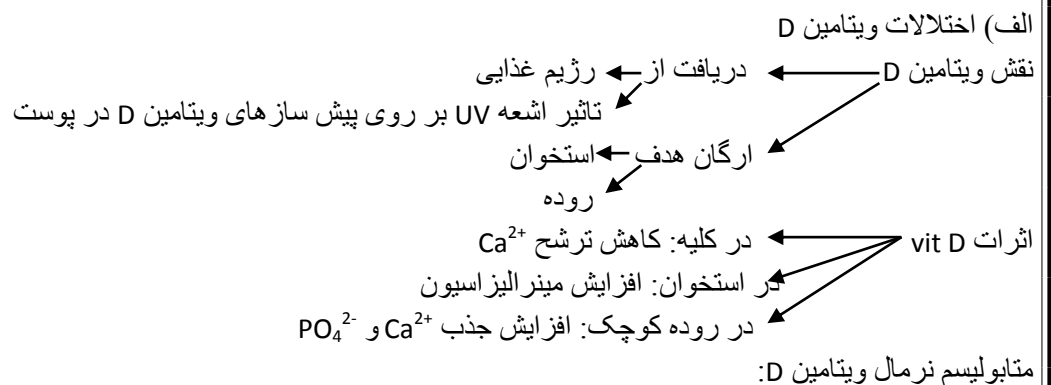 الف) اختلالات ویتامین D
نقش ویتامین D دریافت از رژیم غذایی
تاثیر اشعه UV بر روی پیش سازهای ویتامین D در پوست
ارگان هدف استخوان
روده
اثرات vit D در کلیه: کاهش ترشح Ca²⁺
در استخوان: افزایش مینرالیزاسیون
در روده کوچک: افزایش جذب Ca²⁺ و PO₄²⁻
متابولیسم نرمال ویتامین D: